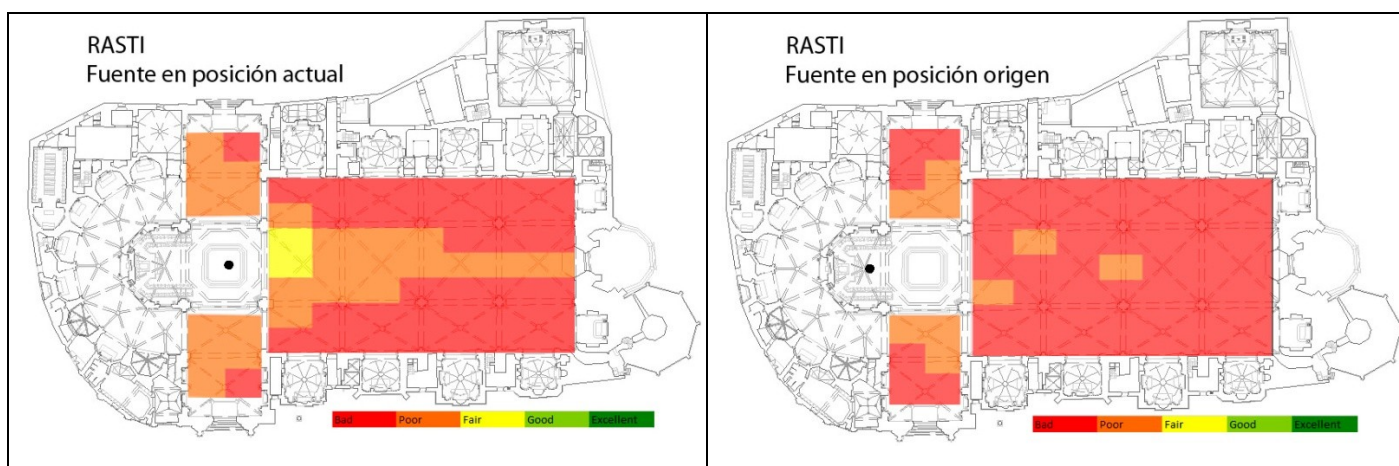 RASTI
Fuente en posición actual
Bad Poor Fair Good Excellent
RASTI
Fuente en posición origen
Bad Poor Fair Good Excellent